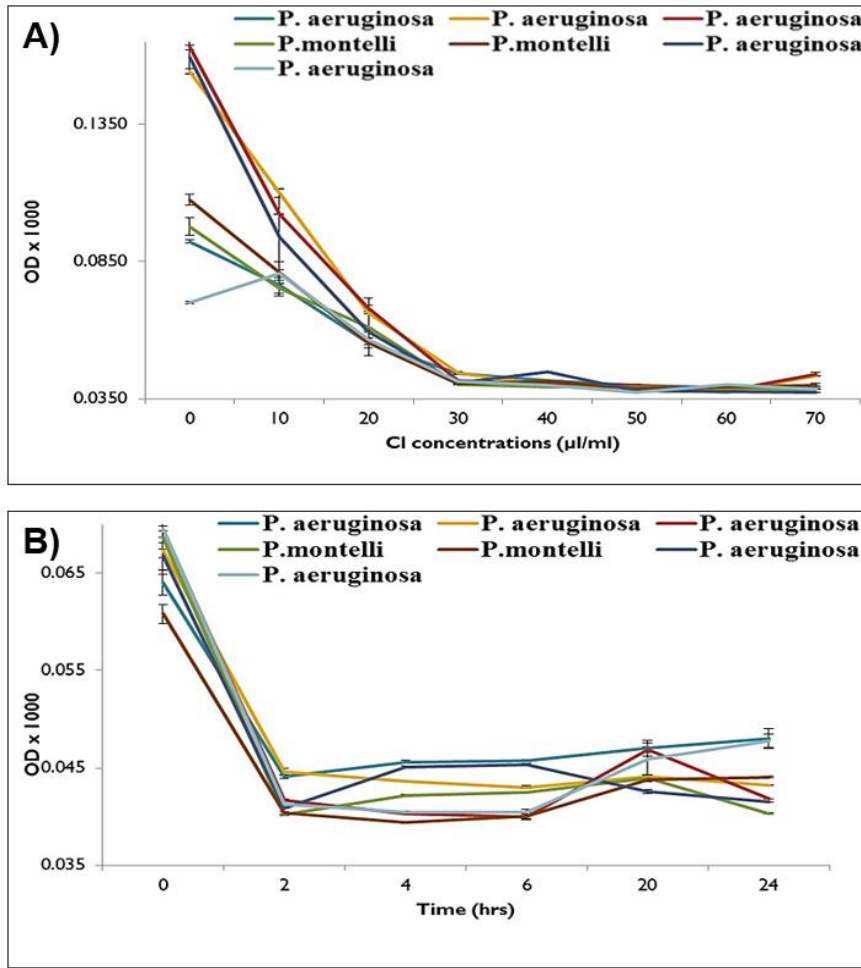 A)
P. aeruginosa P. aeruginosa P. aeruginosa
P.montelli P.montelli P. aeruginosa
P. aeruginosa
OD x 1000
0.1350
0.0850
0.0350
0 10 20 30 40 50 60 70
Cl concentrations (µl/ml)
B)
P. aeruginosa P. aeruginosa P. aeruginosa
P.montelli P.montelli P. aeruginosa
P. aeruginosa
OD x 1000
0.065
0.055
0.045
0.035
0 2 4 6 20 24
Time (hrs)